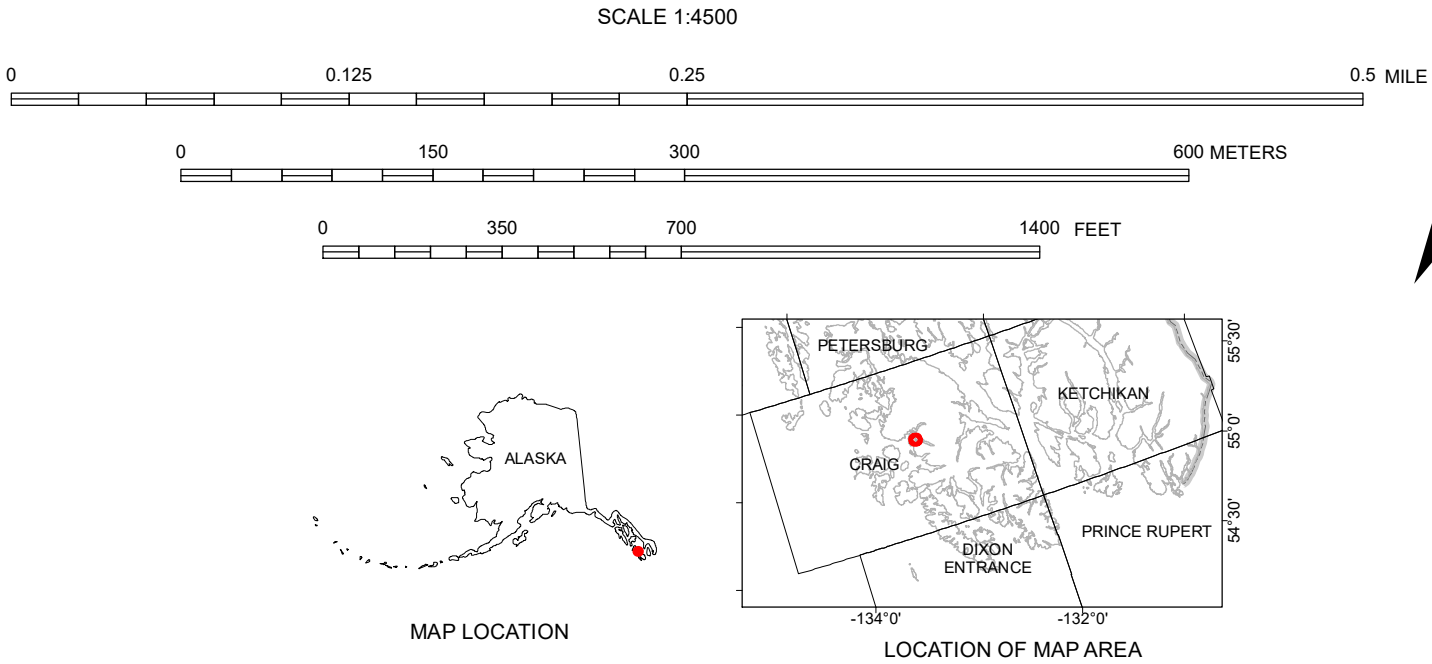 SCALE 1:4500
0 0.125 0.25 0.5 MILE
0 150 300 600 METERS
0 350 700 1400 FEET
ALASKA
MAP LOCATION
PETERSBURG
KETCHIKAN
CRAIG
PRINCE RUPERT
DIXON
ENTRANCE
55°30'
55°0'
54°30'
-134°0' -132°0'
LOCATION OF MAP AREA